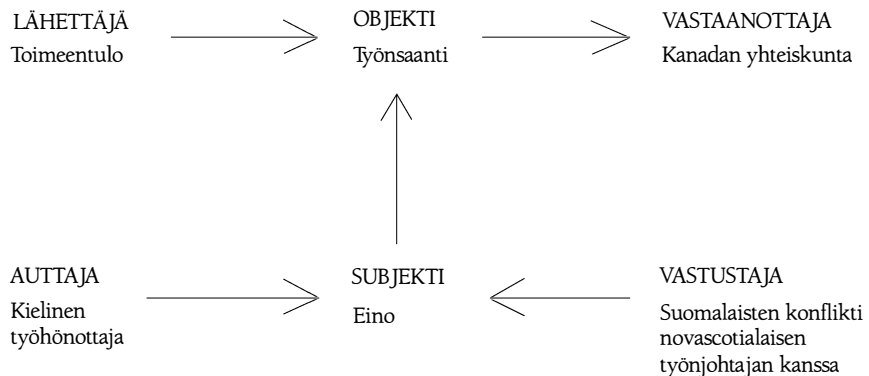 LÄHETTÄJÄ
Toimeentulo
OBJEKTI
Työnsaanti
VASTAANOTTAJA
Kanadan yhteiskunta
AUTTAJA
Kielinen
työhönottaja
SUBJEKTI
Eino
VASTUSTAJA
Suomalaisten konflikti
novascotialaisen
työnjohtajan kanssa